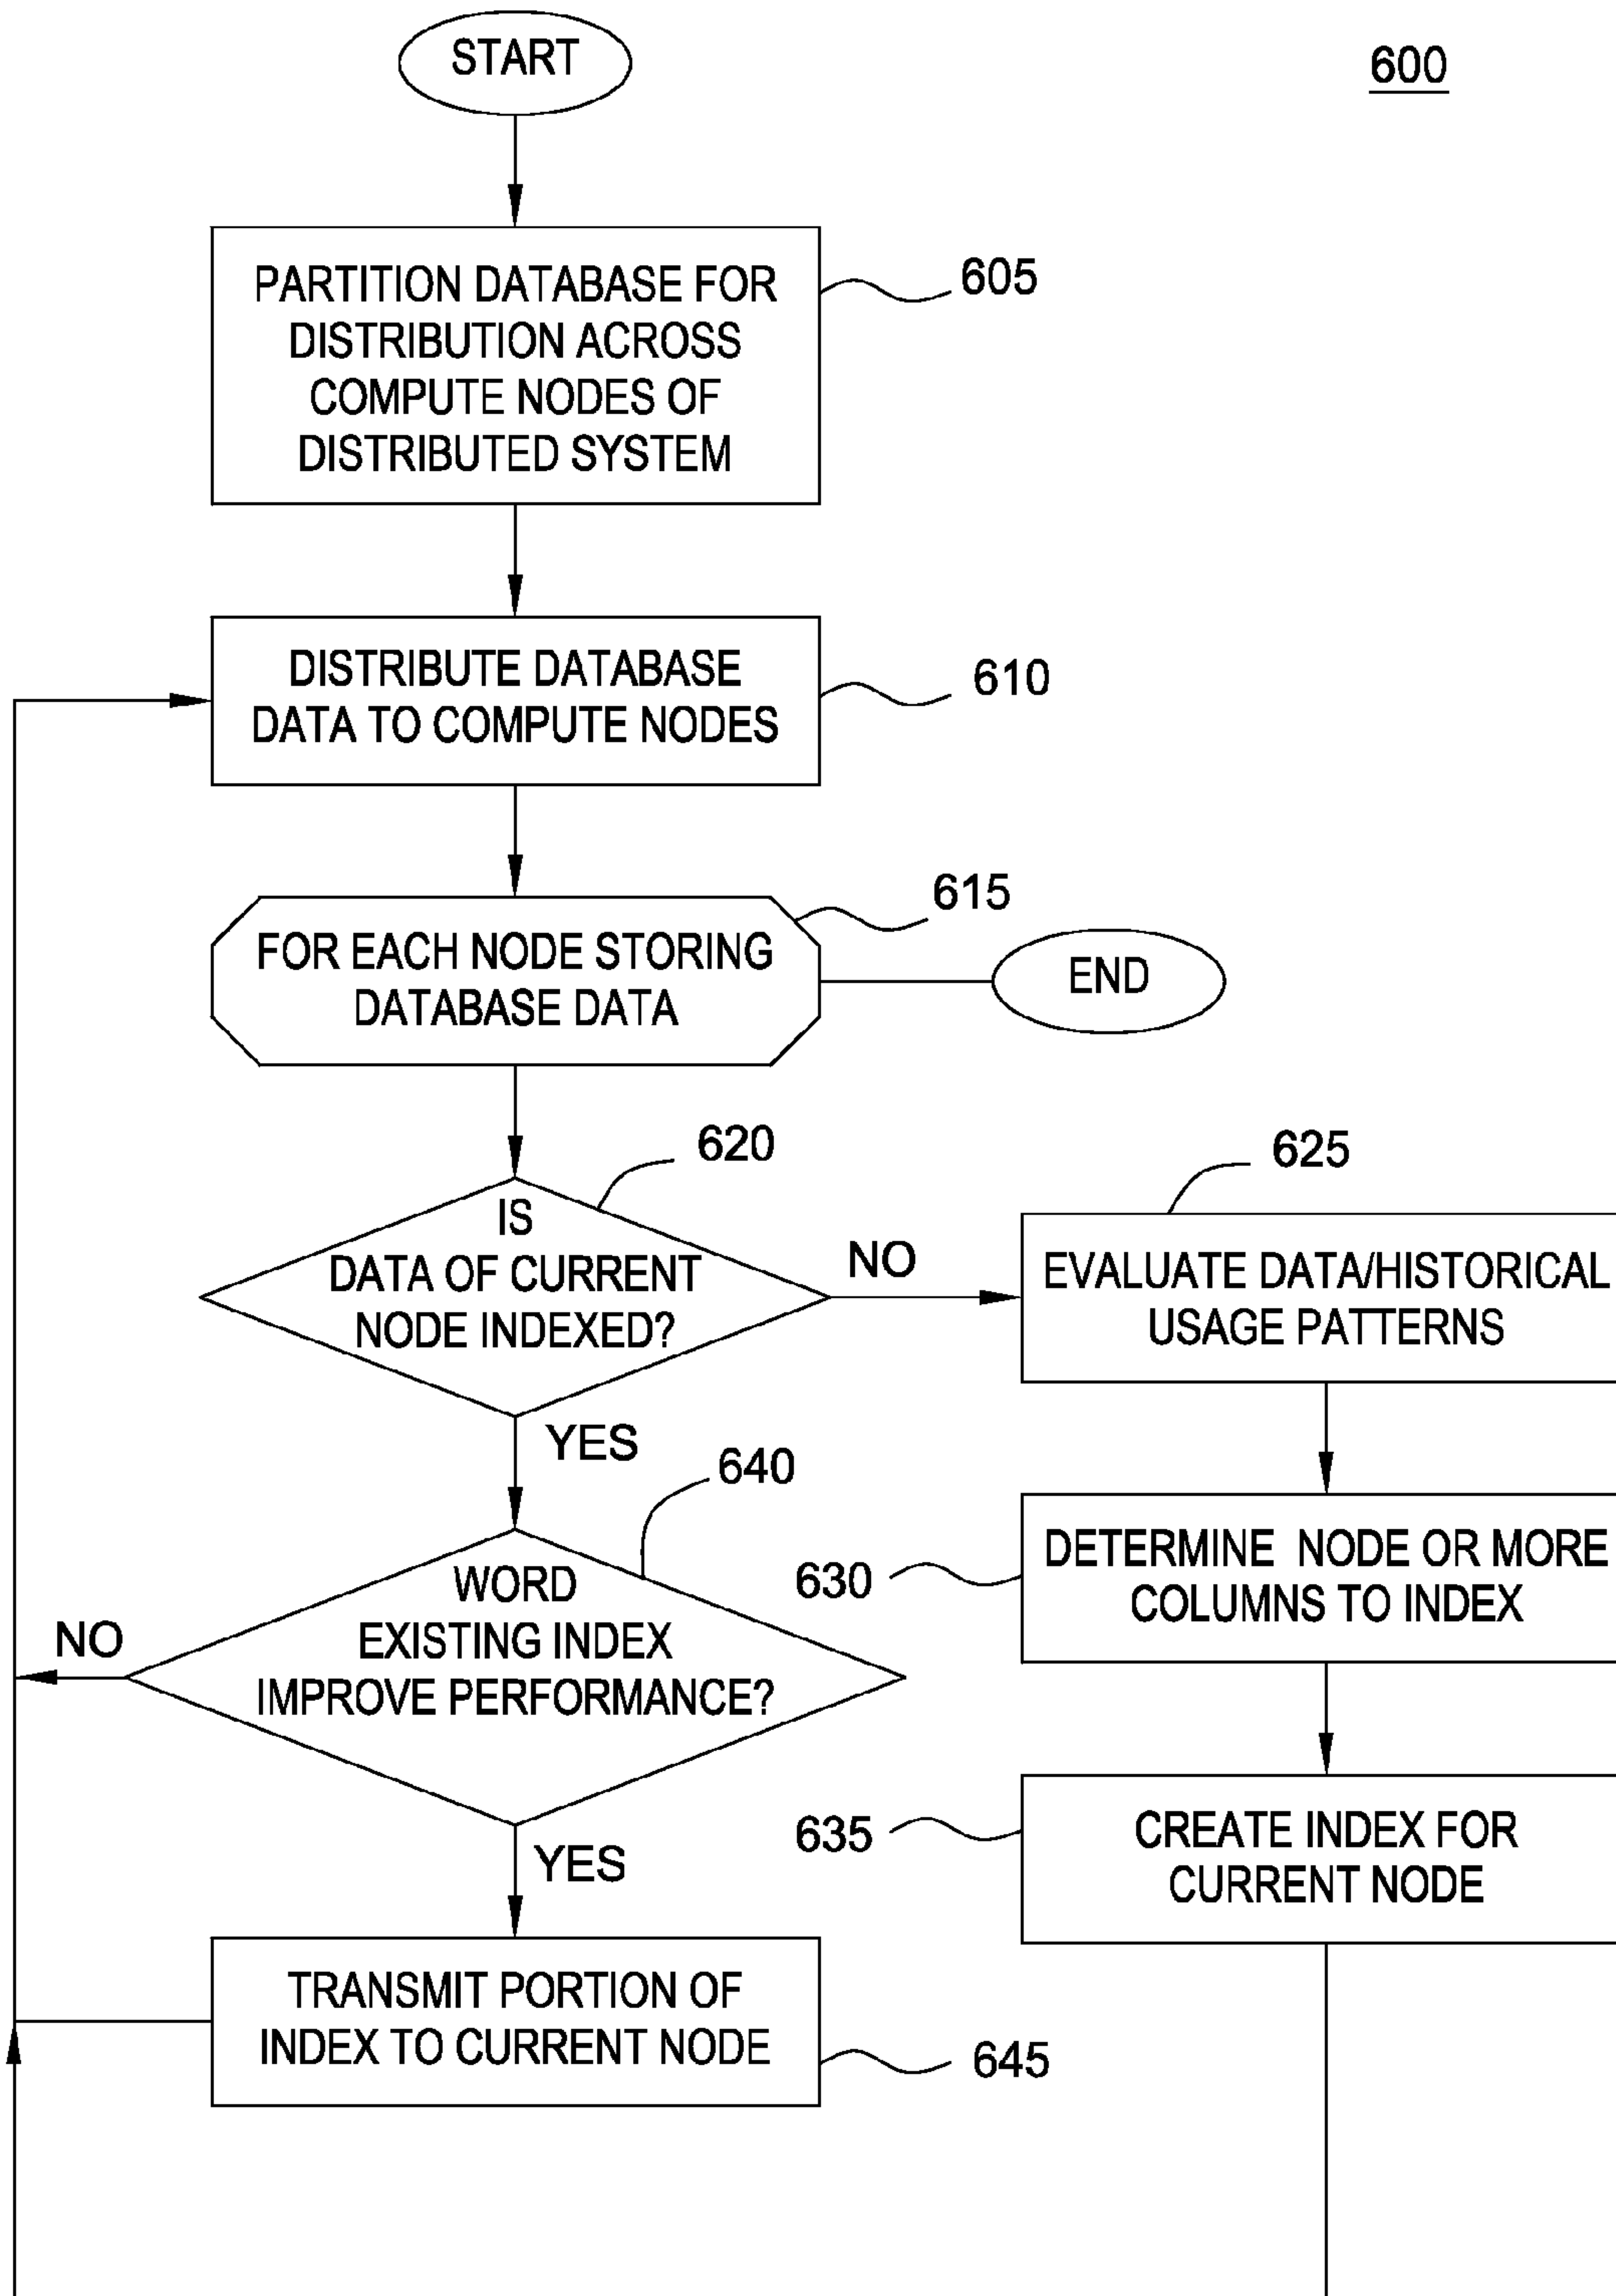 START
600
PARTITION DATABASE FOR
DISTRIBUTION ACROSS
COMPUTE NODES OF
DISTRIBUTED SYSTEM
605
DISTRIBUTE DATABASE
DATA TO COMPUTE NODES
610
615
FOR EACH NODE STORING
DATABASE DATA
END
620
IS
DATA OF CURRENT
NODE INDEXED?
NO
625
EVALUATE DATA/HISTORICAL
USAGE PATTERNS
YES
640
WORD
EXISTING INDEX
IMPROVE PERFORMANCE?
NO
630
DETERMINE NODE OR MORE
COLUMNS TO INDEX
YES
635
CREATE INDEX FOR
CURRENT NODE
TRANSMIT PORTION OF
INDEX TO CURRENT NODE
645